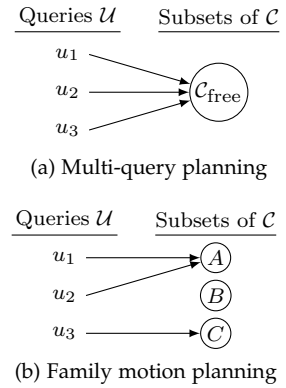 Queries 𝒰 Subsets of 𝒞
u₁
u₂ 𝒞free
u₃
(a) Multi-query planning
Queries 𝒰 Subsets of 𝒞
u₁ A
u₂ B
u₃ C
(b) Family motion planning